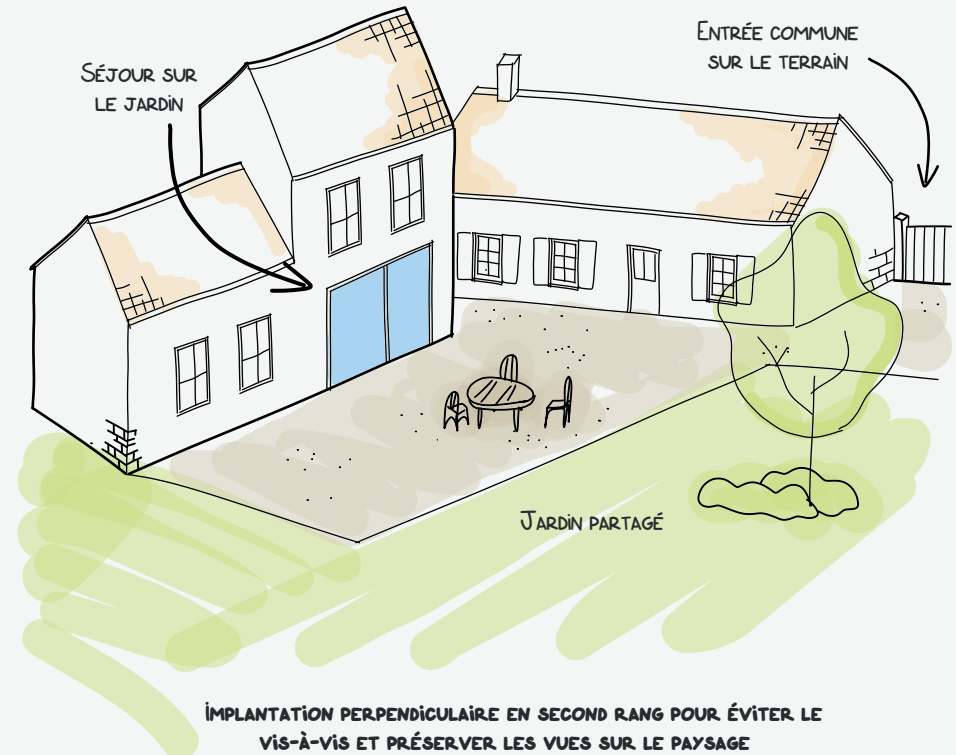 Entrée commune
sur le terrain
Séjour sur
le jardin
Jardin partagé
Implantation perpendiculaire en second rang pour éviter le
vis-à-vis et préserver les vues sur le paysage